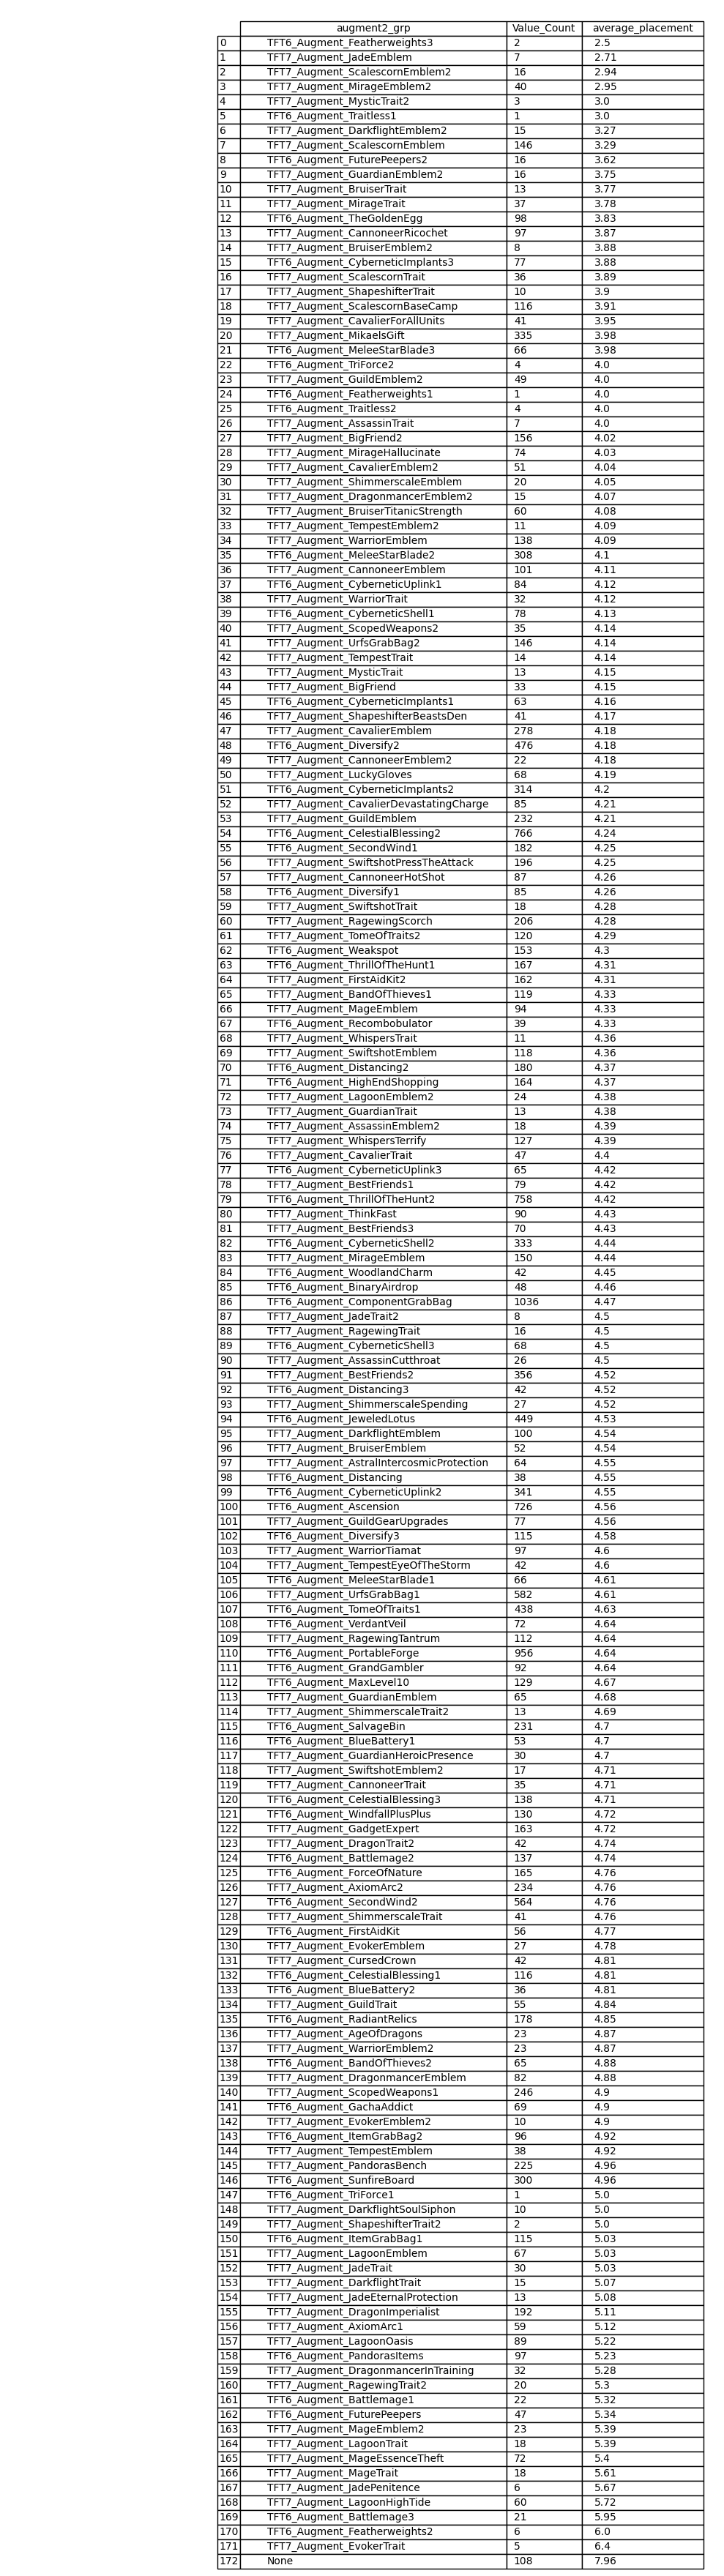 augment2_grp Value_Count average_placement
0 TFT6_Augment_Featherweights3 2 2.5
1 TFT7_Augment_JadeEmblem 7 2.71
2 TFT7_Augment_ScalescornEmblem2 16 2.94
3 TFT7_Augment_MirageEmblem2 40 2.95
4 TFT7_Augment_MysticTrait2 3 3.0
5 TFT6_Augment_Traitless1 1 3.0
6 TFT7_Augment_DarkflightEmblem2 15 3.27
7 TFT7_Augment_ScalescornEmblem 146 3.29
8 TFT6_Augment_FuturePeepers2 16 3.62
9 TFT7_Augment_GuardianEmblem2 16 3.75
10 TFT7_Augment_BruiserTrait 13 3.77
11 TFT7_Augment_MirageTrait 37 3.78
12 TFT6_Augment_TheGoldenEgg 98 3.83
13 TFT7_Augment_CannoneerRicochet 97 3.87
14 TFT7_Augment_BruiserEmblem2 8 3.88
15 TFT6_Augment_CyberneticImplants3 77 3.88
16 TFT7_Augment_ScalescornTrait 36 3.89
17 TFT7_Augment_ShapeshifterTrait 10 3.9
18 TFT7_Augment_ScalescornBaseCamp 116 3.91
19 TFT7_Augment_CavalierForAllUnits 41 3.95
20 TFT7_Augment_MikaelsGift 335 3.98
21 TFT6_Augment_MeleeStarBlade3 66 3.98
22 TFT6_Augment_TriForce2 4 4.0
23 TFT7_Augment_GuildEmblem2 49 4.0
24 TFT6_Augment_Featherweights1 1 4.0
25 TFT6_Augment_Traitless2 4 4.0
26 TFT7_Augment_AssassinTrait 7 4.0
27 TFT7_Augment_BigFriend2 156 4.02
28 TFT7_Augment_MirageHallucinate 74 4.03
29 TFT7_Augment_CavalierEmblem2 51 4.04
30 TFT7_Augment_ShimmerscaleEmblem 20 4.05
31 TFT7_Augment_DragonmancerEmblem2 15 4.07
32 TFT7_Augment_BruiserTitanicStrength 60 4.08
33 TFT7_Augment_TempestEmblem2 11 4.09
34 TFT7_Augment_WarriorEmblem 138 4.09
35 TFT6_Augment_MeleeStarBlade2 308 4.1
36 TFT7_Augment_CannoneerEmblem 101 4.11
37 TFT6_Augment_CyberneticUplink1 84 4.12
38 TFT7_Augment_WarriorTrait 32 4.12
39 TFT6_Augment_CyberneticShell1 78 4.13
40 TFT7_Augment_ScopedWeapons2 35 4.14
41 TFT7_Augment_UrfsGrabBag2 146 4.14
42 TFT7_Augment_TempestTrait 14 4.14
43 TFT7_Augment_MysticTrait 13 4.15
44 TFT7_Augment_BigFriend 33 4.15
45 TFT6_Augment_CyberneticImplants1 63 4.16
46 TFT7_Augment_ShapeshifterBeastsDen 41 4.17
47 TFT7_Augment_CavalierEmblem 278 4.18
48 TFT6_Augment_Diversify2 476 4.18
49 TFT7_Augment_CannoneerEmblem2 22 4.18
50 TFT7_Augment_LuckyGloves 68 4.19
51 TFT6_Augment_CyberneticImplants2 314 4.2
52 TFT7_Augment_CavalierDevastatingCharge 85 4.21
53 TFT7_Augment_GuildEmblem 232 4.21
54 TFT6_Augment_CelestialBlessing2 766 4.24
55 TFT6_Augment_SecondWind1 182 4.25
56 TFT7_Augment_SwiftshotPressTheAttack 196 4.25
57 TFT7_Augment_CannoneerHotShot 87 4.26
58 TFT6_Augment_Diversify1 85 4.26
59 TFT7_Augment_SwiftshotTrait 18 4.28
60 TFT7_Augment_RagewingScorch 206 4.28
61 TFT7_Augment_TomeOfTraits2 120 4.29
62 TFT6_Augment_Weakspot 153 4.3
63 TFT6_Augment_ThrillOfTheHunt1 167 4.31
64 TFT7_Augment_FirstAidKit2 162 4.31
65 TFT7_Augment_BandOfThieves1 119 4.33
66 TFT7_Augment_MageEmblem 94 4.33
67 TFT6_Augment_Recombobulator 39 4.33
68 TFT7_Augment_WhispersTrait 11 4.36
69 TFT7_Augment_SwiftshotEmblem 118 4.36
70 TFT6_Augment_Distancing2 180 4.37
71 TFT6_Augment_HighEndShopping 164 4.37
72 TFT7_Augment_LagoonEmblem2 24 4.38
73 TFT7_Augment_GuardianTrait 13 4.38
74 TFT7_Augment_AssassinEmblem2 18 4.39
75 TFT7_Augment_WhispersTerrify 127 4.39
76 TFT7_Augment_CavalierTrait 47 4.4
77 TFT6_Augment_CyberneticUplink3 65 4.42
78 TFT7_Augment_BestFriends1 79 4.42
79 TFT6_Augment_ThrillOfTheHunt2 758 4.42
80 TFT7_Augment_ThinkFast 90 4.43
81 TFT7_Augment_BestFriends3 70 4.43
82 TFT6_Augment_CyberneticShell2 333 4.44
83 TFT7_Augment_MirageEmblem 150 4.44
84 TFT6_Augment_WoodlandCharm 42 4.45
85 TFT6_Augment_BinaryAirdrop 48 4.46
86 TFT6_Augment_ComponentGrabBag 1036 4.47
87 TFT7_Augment_JadeTrait2 8 4.5
88 TFT7_Augment_RagewingTrait 16 4.5
89 TFT6_Augment_CyberneticShell3 68 4.5
90 TFT7_Augment_AssassinCutthroat 26 4.5
91 TFT7_Augment_BestFriends2 356 4.52
92 TFT6_Augment_Distancing3 42 4.52
93 TFT7_Augment_ShimmerscaleSpending 27 4.52
94 TFT6_Augment_JeweledLotus 449 4.53
95 TFT7_Augment_DarkflightEmblem 100 4.54
96 TFT7_Augment_BruiserEmblem 52 4.54
97 TFT7_Augment_AstralIntercosmicProtection 64 4.55
98 TFT6_Augment_Distancing 38 4.55
99 TFT6_Augment_CyberneticUplink2 341 4.55
100 TFT6_Augment_Ascension 726 4.56
101 TFT7_Augment_GuildGearUpgrades 77 4.56
102 TFT6_Augment_Diversify3 115 4.58
103 TFT7_Augment_WarriorTiamat 97 4.6
104 TFT7_Augment_TempestEyeOfTheStorm 42 4.6
105 TFT6_Augment_MeleeStarBlade1 66 4.61
106 TFT7_Augment_UrfsGrabBag1 582 4.61
107 TFT6_Augment_TomeOfTraits1 438 4.63
108 TFT6_Augment_VerdantVeil 72 4.64
109 TFT7_Augment_RagewingTantrum 112 4.64
110 TFT6_Augment_PortableForge 956 4.64
111 TFT6_Augment_GrandGambler 92 4.64
112 TFT6_Augment_MaxLevel10 129 4.67
113 TFT7_Augment_GuardianEmblem 65 4.68
114 TFT7_Augment_ShimmerscaleTrait2 13 4.69
115 TFT6_Augment_SalvageBin 231 4.7
116 TFT6_Augment_BlueBattery1 53 4.7
117 TFT7_Augment_GuardianHeroicPresence 30 4.7
118 TFT7_Augment_SwiftshotEmblem2 17 4.71
119 TFT7_Augment_CannoneerTrait 35 4.71
120 TFT6_Augment_CelestialBlessing3 138 4.71
121 TFT6_Augment_WindfallPlusPlus 130 4.72
122 TFT7_Augment_GadgetExpert 163 4.72
123 TFT7_Augment_DragonTrait2 42 4.74
124 TFT6_Augment_Battlemage2 137 4.74
125 TFT6_Augment_ForceOfNature 165 4.76
126 TFT7_Augment_AxiomArc2 234 4.76
127 TFT6_Augment_SecondWind2 564 4.76
128 TFT7_Augment_ShimmerscaleTrait 41 4.76
129 TFT6_Augment_FirstAidKit 56 4.77
130 TFT7_Augment_EvokerEmblem 27 4.78
131 TFT7_Augment_CursedCrown 42 4.81
132 TFT6_Augment_CelestialBlessing1 116 4.81
133 TFT6_Augment_BlueBattery2 36 4.81
134 TFT7_Augment_GuildTrait 55 4.84
135 TFT6_Augment_RadiantRelics 178 4.85
136 TFT7_Augment_AgeOfDragons 23 4.87
137 TFT7_Augment_WarriorEmblem2 23 4.87
138 TFT6_Augment_BandOfThieves2 65 4.88
139 TFT7_Augment_DragonmancerEmblem 82 4.88
140 TFT7_Augment_ScopedWeapons1 246 4.9
141 TFT6_Augment_GachaAddict 69 4.9
142 TFT7_Augment_EvokerEmblem2 10 4.9
143 TFT6_Augment_ItemGrabBag2 96 4.92
144 TFT7_Augment_TempestEmblem 38 4.92
145 TFT7_Augment_PandorasBench 225 4.96
146 TFT6_Augment_SunfireBoard 300 4.96
147 TFT6_Augment_TriForce1 1 5.0
148 TFT7_Augment_DarkflightSoulSiphon 10 5.0
149 TFT7_Augment_ShapeshifterTrait2 2 5.0
150 TFT6_Augment_ItemGrabBag1 115 5.03
151 TFT7_Augment_LagoonEmblem 67 5.03
152 TFT7_Augment_JadeTrait 30 5.03
153 TFT7_Augment_DarkflightTrait 15 5.07
154 TFT7_Augment_JadeEternalProtection 13 5.08
155 TFT7_Augment_DragonImperialist 192 5.11
156 TFT7_Augment_AxiomArc1 59 5.12
157 TFT7_Augment_LagoonOasis 89 5.22
158 TFT6_Augment_PandorasItems 97 5.23
159 TFT7_Augment_DragonmancerInTraining 32 5.28
160 TFT7_Augment_RagewingTrait2 20 5.3
161 TFT6_Augment_Battlemage1 22 5.32
162 TFT6_Augment_FuturePeepers 47 5.34
163 TFT7_Augment_MageEmblem2 23 5.39
164 TFT7_Augment_LagoonTrait 18 5.39
165 TFT7_Augment_MageEssenceTheft 72 5.4
166 TFT7_Augment_MageTrait 18 5.61
167 TFT7_Augment_JadePenitence 6 5.67
168 TFT7_Augment_LagoonHighTide 60 5.72
169 TFT6_Augment_Battlemage3 21 5.95
170 TFT6_Augment_Featherweights2 6 6.0
171 TFT7_Augment_EvokerTrait 5 6.4
172 None 108 7.96